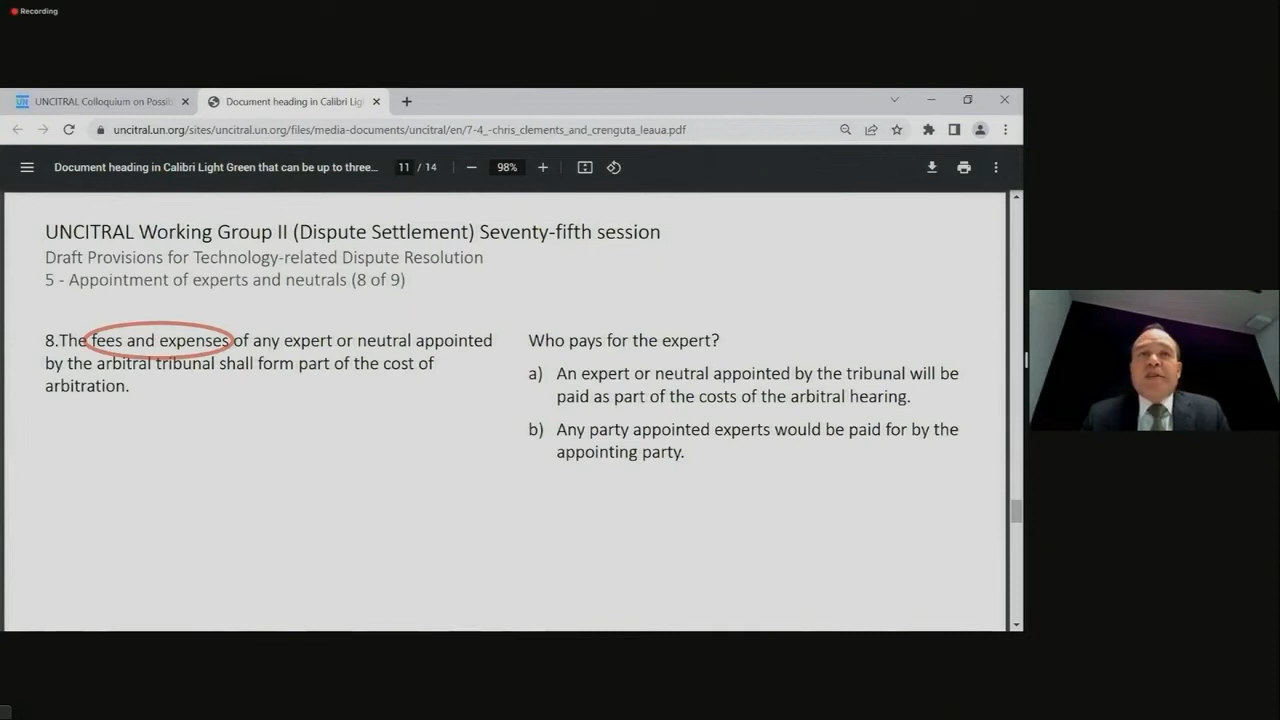 Recording
UN UNCITRAL Colloquium on Possib
Document heading in Calibri Lig
uncitral.un.org/sites/uncitral.un.org/files/media-documents/uncitral/en/7-4_-chris_clements_and_crenguta_leaua.pdf
Document heading in Calibri Light Green that can be up to three... 11 / 14 98%
UNCITRAL Working Group II (Dispute Settlement) Seventy-fifth session
Draft Provisions for Technology-related Dispute Resolution
5 - Appointment of experts and neutrals (8 of 9)
8.The fees and expenses of any expert or neutral appointed
by the arbitral tribunal shall form part of the cost of
arbitration.
Who pays for the expert?
a) An expert or neutral appointed by the tribunal will be
paid as part of the costs of the arbitral hearing.
b) Any party appointed experts would be paid for by the
appointing party.